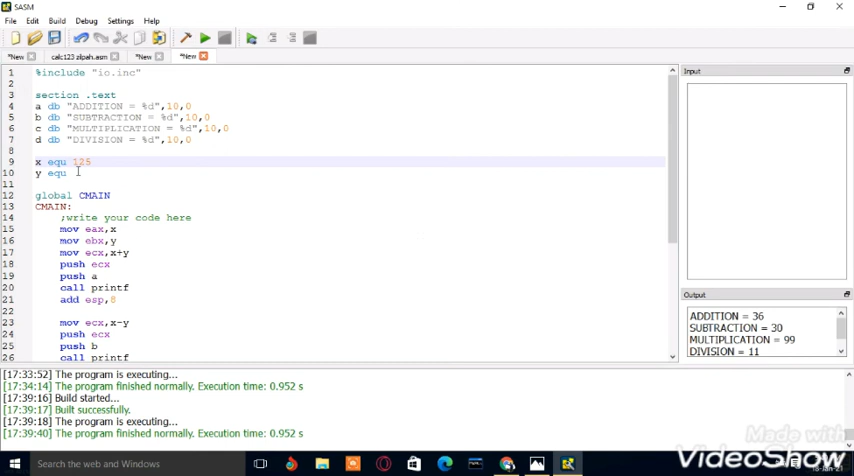 SASM
File Edit Build Debug Settings Help
*New calc123 zlpah.asm *New *New
1 %include "io.inc"
2
3 section .text
4 a db "ADDITION = %d",10,0
5 b db "SUBTRACTION = %d",10,0
6 c db "MULTIPLICATION = %d",10,0
7 d db "DIVISION = %d",10,0
8
9 x equ 125
10 y equ
11
12 global CMAIN
13 CMAIN:
14 ;write your code here
15 mov eax,x
16 mov ebx,y
17 mov ecx,x+y
18 push ecx
19 push a
20 call printf
21 add esp,8
22
23 mov ecx,x-y
24 push ecx
25 push b
26 call printf
Input
Output
ADDITION = 36
SUBTRACTION = 30
MULTIPLICATION = 99
DIVISION = 11
[17:33:52] The program is executing...
[17:34:14] The program finished normally. Execution time: 0.952 s
[17:39:16] Build started...
[17:39:17] Built successfully.
[17:39:18] The program is executing...
[17:39:40] The program finished normally. Execution time: 0.952 s
Search the web and Windows
Made with
VideoShow